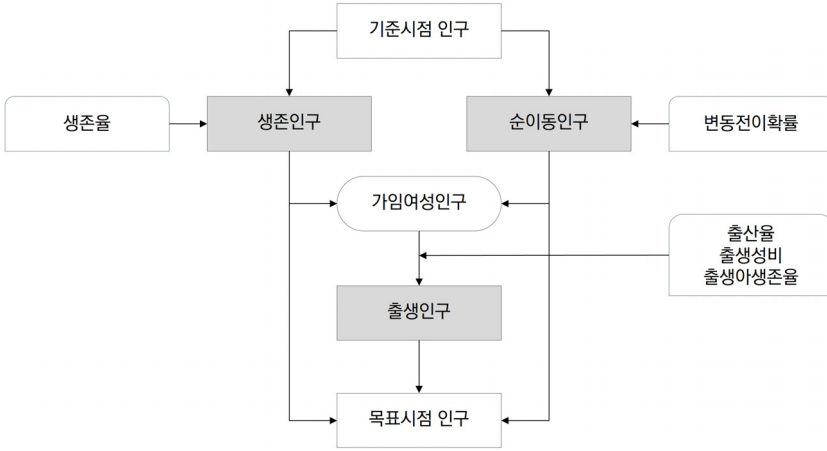 기준시점 인구
생존율
생존인구
순이동인구
변동전이확률
가임여성인구
출산율
출생성비
출생아생존율
출생인구
목표시점 인구